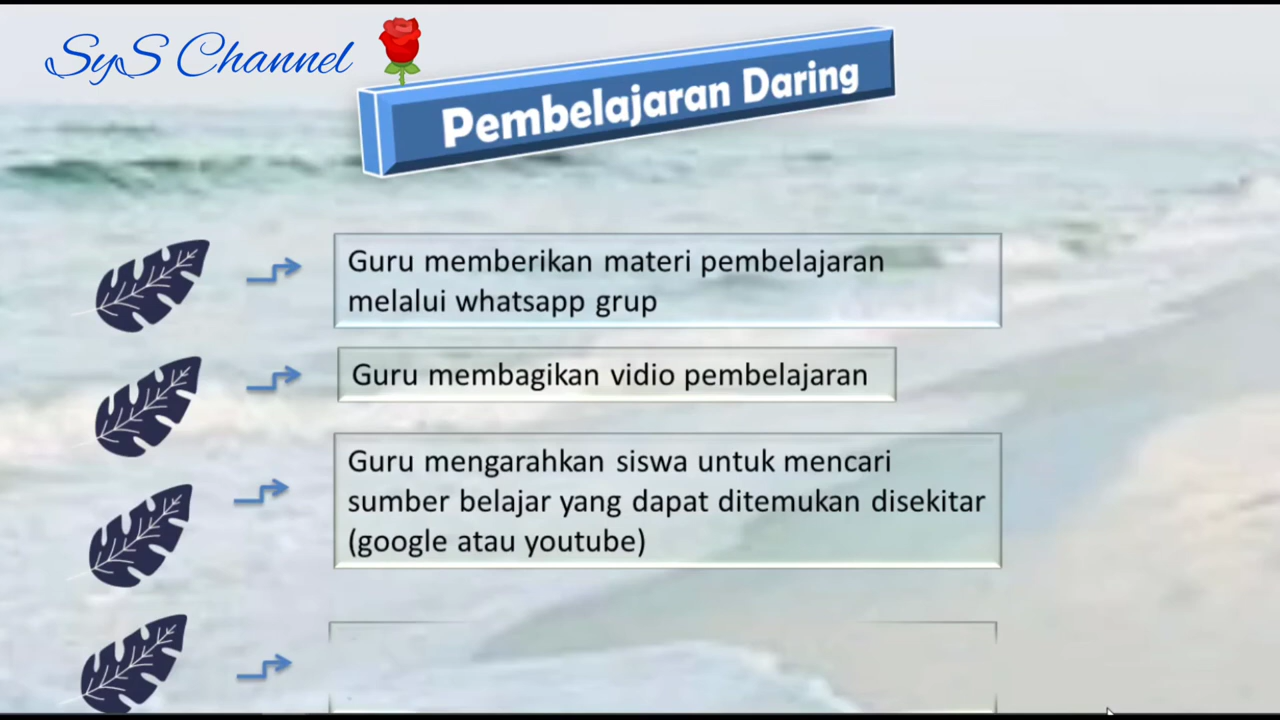 SyS Channel
Pembelajaran Daring
Guru memberikan materi pembelajaran
melalui whatsapp grup
Guru membagikan vidio pembelajaran
Guru mengarahkan siswa untuk mencari
sumber belajar yang dapat ditemukan disekitar
(google atau youtube)